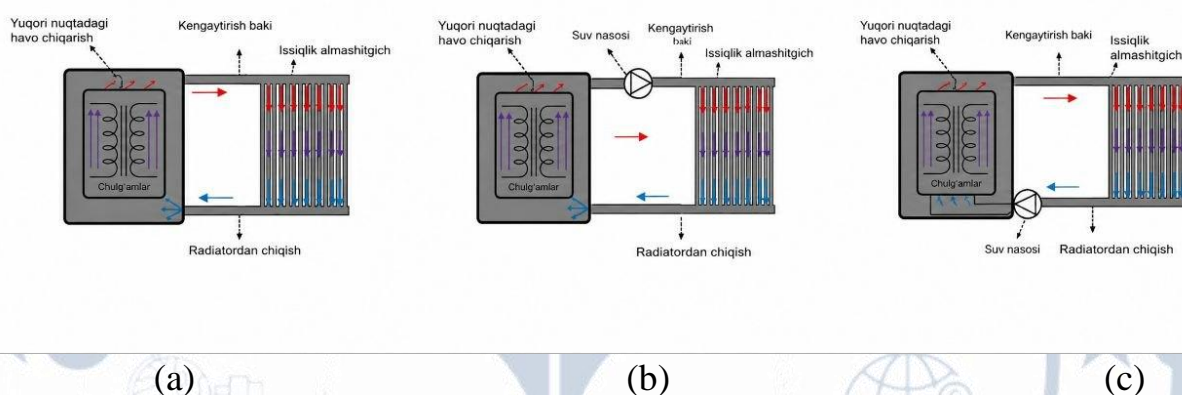 Yuqori nuqtadagi
havo chiqarish
Kengaytirish baki
Issiqlik almashitgich
Chulg'amlar
Radiatordan chiqish
Yuqori nuqtadagi
havo chiqarish
Suv nasosi
Kengaytirish
baki
Issiqlik almashitgich
Chulg'amlar
Radiatordan chiqish
Yuqori nuqtadagi
havo chiqarish
Kengaytirish baki
Issiqlik
almashitgich
Chulg'amlar
Suv nasosi
Radiatordan chiqish
(a)
(b)
(c)